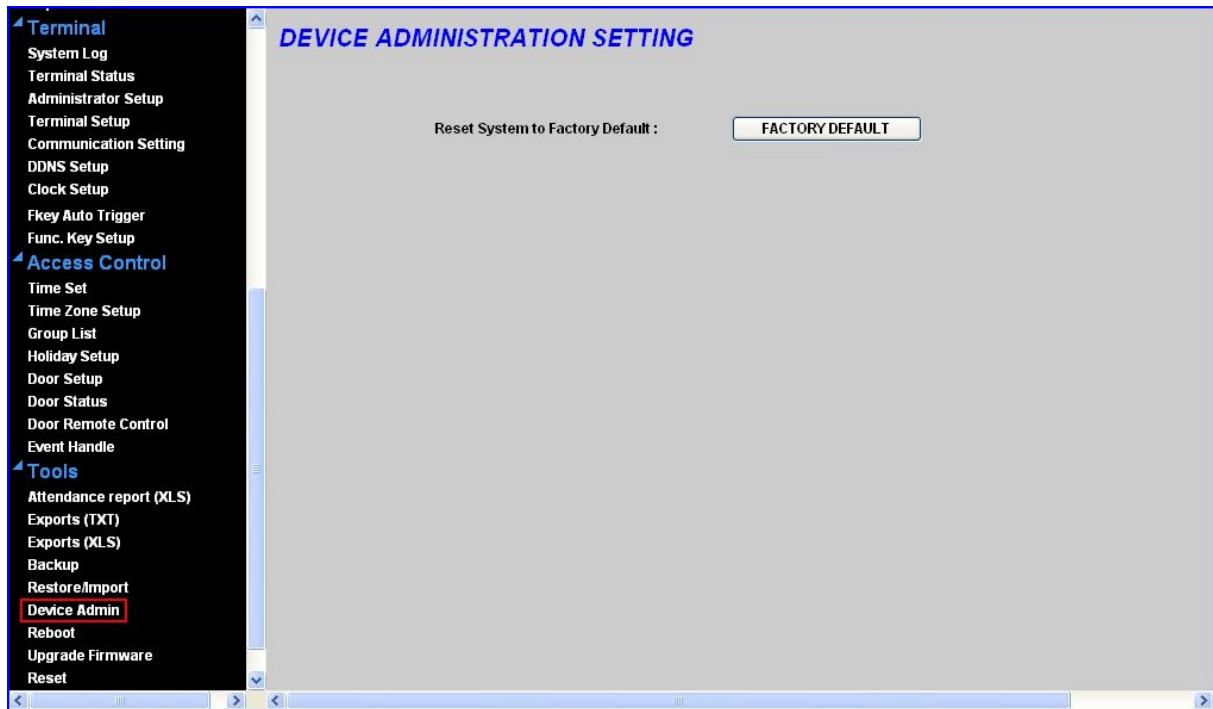 Terminal
System Log
Terminal Status
Administrator Setup
Terminal Setup
Communication Setting
DDNS Setup
Clock Setup
Fkey Auto Trigger
Func. Key Setup
Access Control
Time Set
Time Zone Setup
Group List
Holiday Setup
Door Setup
Door Status
Door Remote Control
Event Handle
Tools
Attendance report (XLS)
Exports (TXT)
Exports (XLS)
Backup
Restore/Import
Device Admin
Reboot
Upgrade Firmware
Reset
DEVICE ADMINISTRATION SETTING
Reset System to Factory Default : FACTORY DEFAULT